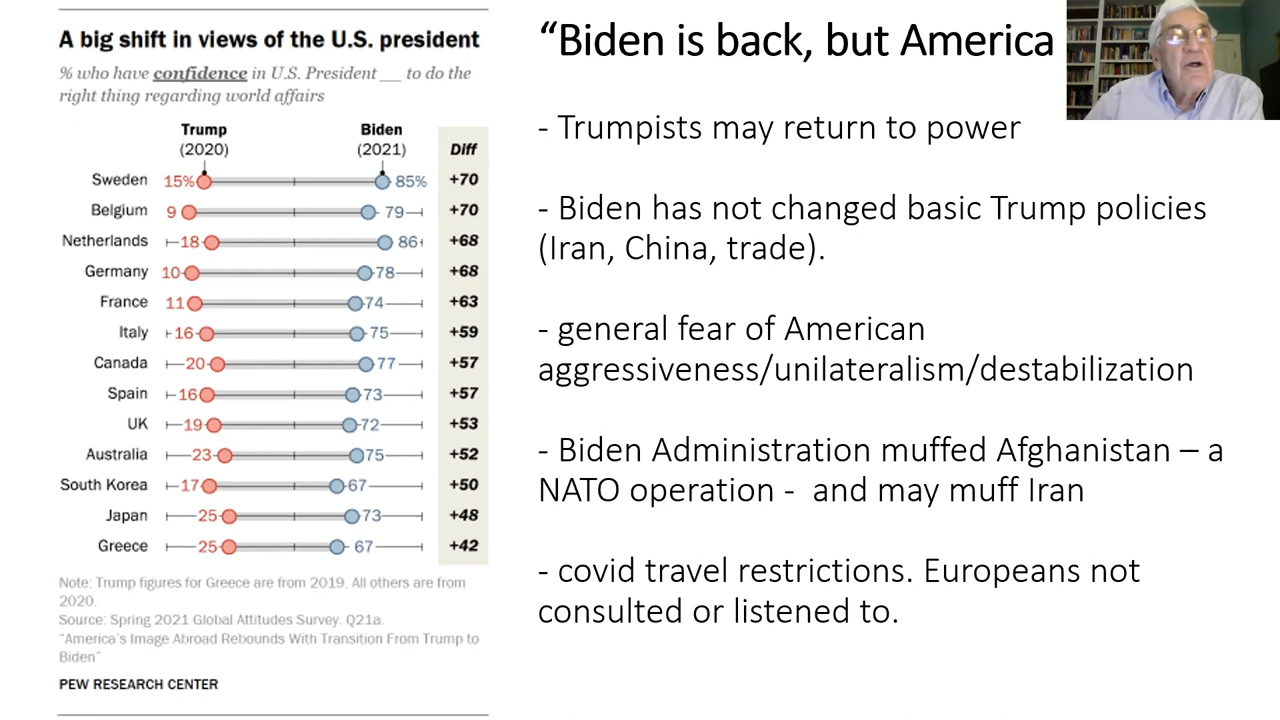 A big shift in views of the U.S. president
% who have confidence in U.S. President __ to do the
right thing regarding world affairs
Trump Biden
(2020) (2021) Diff
Sweden 15% 85% +70
Belgium 9 79 +70
Netherlands 18 86 +68
Germany 10 78 +68
France 11 74 +63
Italy 16 75 +59
Canada 20 77 +57
Spain 16 73 +57
UK 19 72 +53
Australia 23 75 +52
South Korea 17 67 +50
Japan 25 73 +48
Greece 25 67 +42
Note: Trump figures for Greece are from 2019. All others are from
2020.
Source: Spring 2021 Global Attitudes Survey. Q21a.
“America’s Image Abroad Rebounds With Transition From Trump to
Biden”
PEW RESEARCH CENTER
“Biden is back, but America
- Trumpists may return to power
- Biden has not changed basic Trump policies
(Iran, China, trade).
- general fear of American
aggressiveness/unilateralism/destabilization
- Biden Administration muffed Afghanistan – a
NATO operation - and may muff Iran
- covid travel restrictions. Europeans not
consulted or listened to.